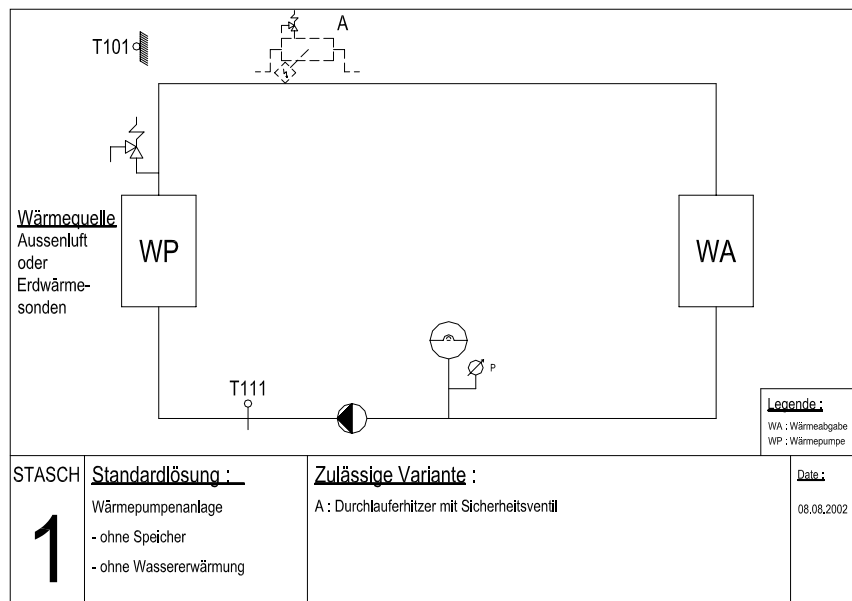 A
T101
Wärmequelle
Aussenluft
oder
Erdwärme-
sonden
WP
WA
P
T111
Legende :
WA : Wärmeabgabe
WP : Wärmepumpe
STASCH
1
Standardlösung :
Wärmepumpenanlage
- ohne Speicher
- ohne Wassererwärmung
Zulässige Variante :
A : Durchlauferhitzer mit Sicherheitsventil
Date :
08.08.2002